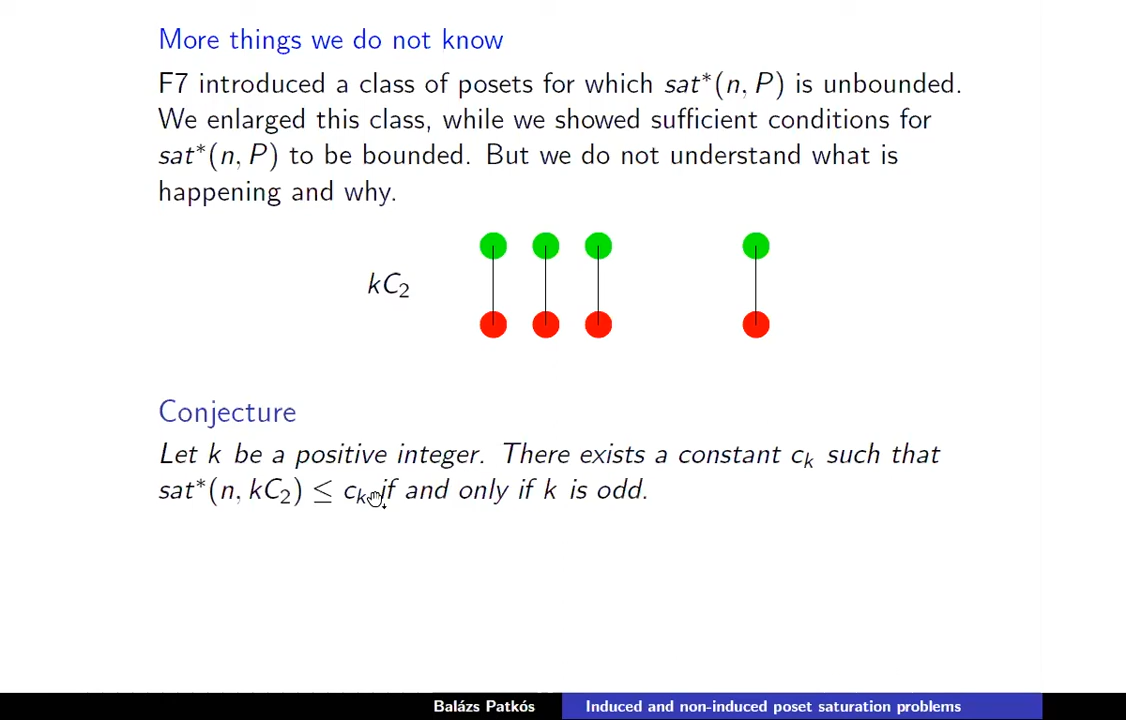 More things we do not know
F7 introduced a class of posets for which sat*(n, P) is unbounded.
We enlarged this class, while we showed sufficient conditions for
sat*(n, P) to be bounded. But we do not understand what is
happening and why.
kC₂
Conjecture
Let k be a positive integer. There exists a constant cₖ such that
sat*(n, kC₂) ≤ cₖ if and only if k is odd.
Balázs Patkós Induced and non-induced poset saturation problems